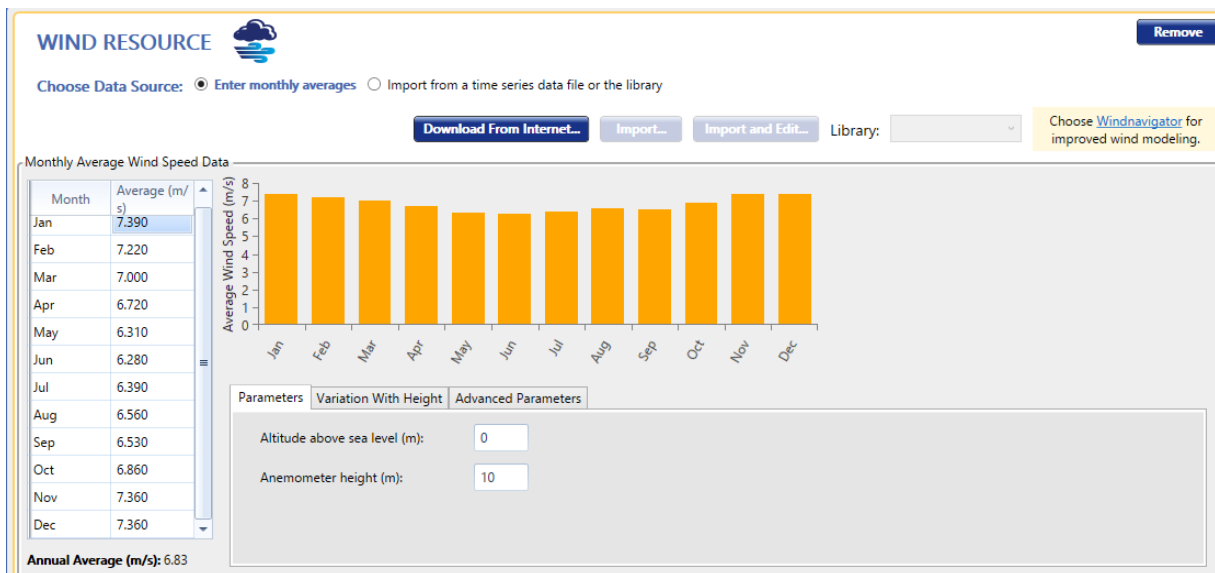 WIND RESOURCE
Remove
Choose Data Source: Enter monthly averages Import from a time series data file or the library
Download From Internet... Import... Import and Edit... Library:
Choose Windnavigator for
improved wind modeling.
Monthly Average Wind Speed Data
Month Average (m/
s)
Jan 7.390
Feb 7.220
Mar 7.000
Apr 6.720
May 6.310
Jun 6.280
Jul 6.390
Aug 6.560
Sep 6.530
Oct 6.860
Nov 7.360
Dec 7.360
Annual Average (m/s): 6.83
Average Wind Speed (m/s)
8
7
6
5
4
3
2
1
0
Jan Feb Mar Apr May Jun Jul Aug Sep Oct Nov Dec
Parameters Variation With Height Advanced Parameters
Altitude above sea level (m): 0
Anemometer height (m): 10